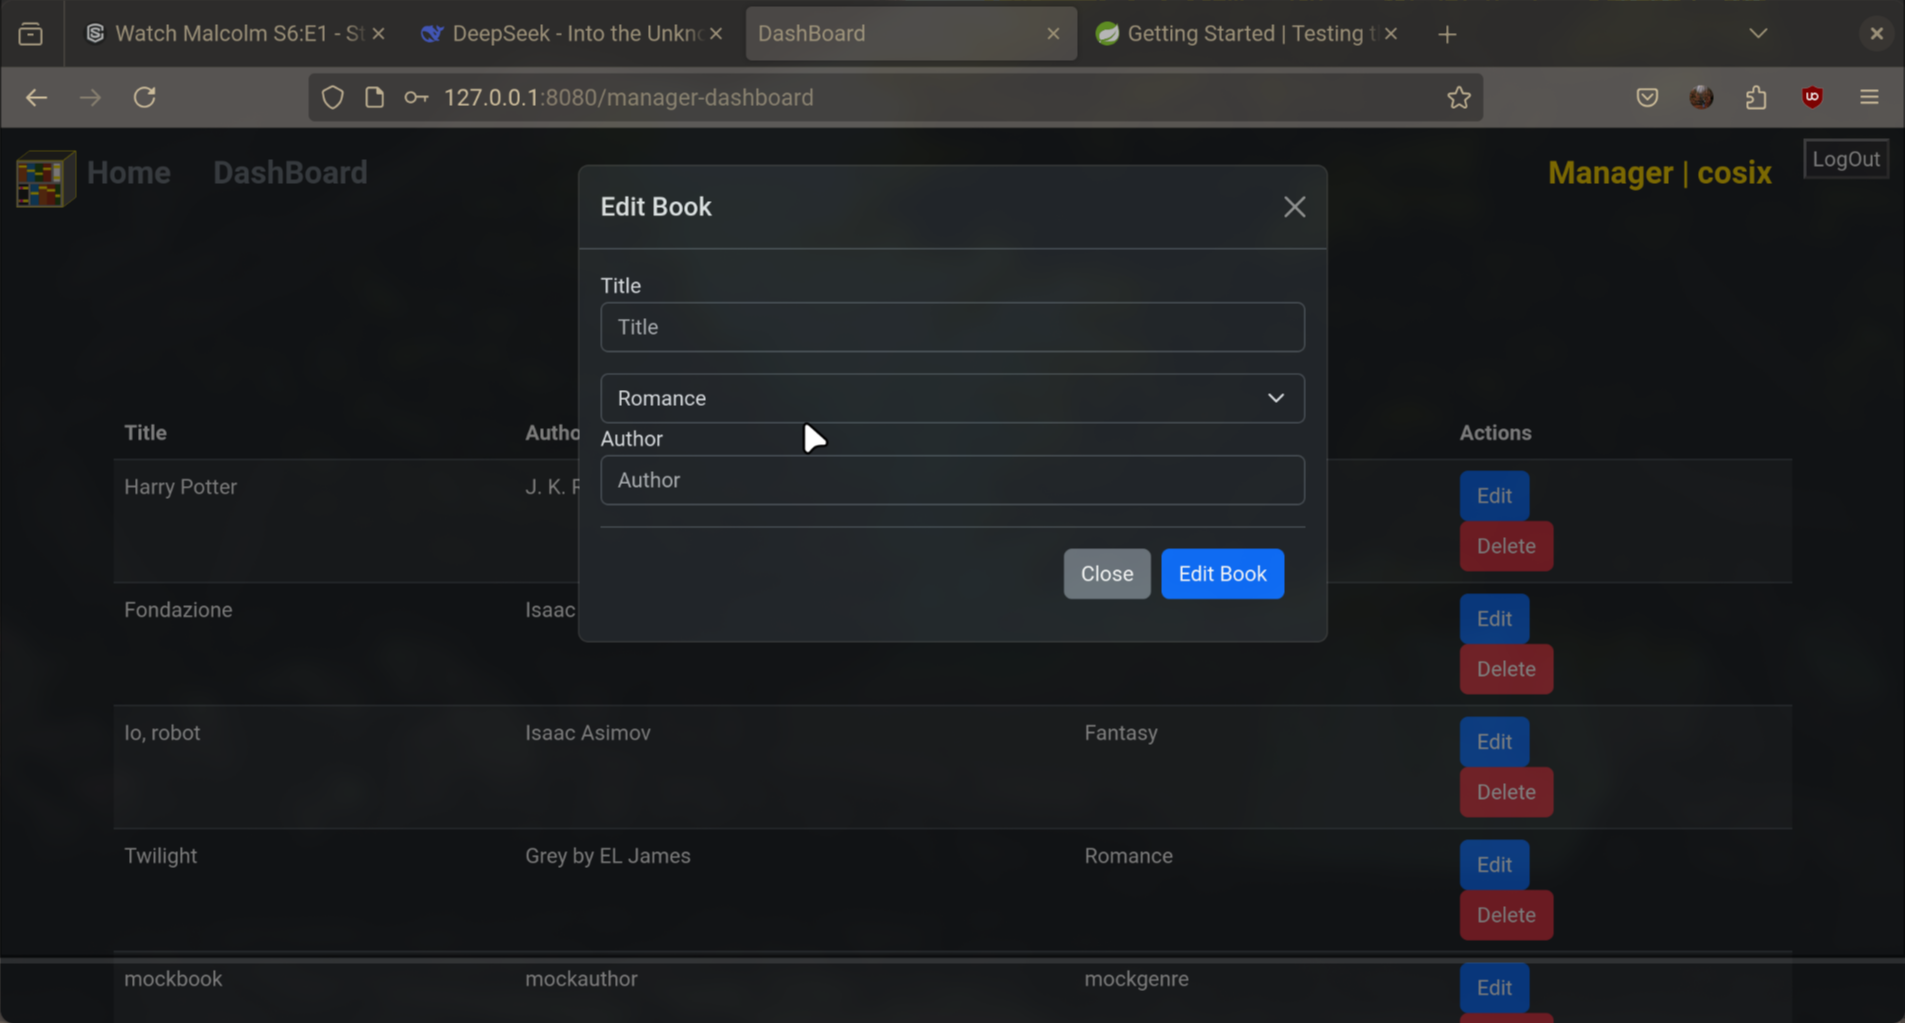 Watch Malcolm S6:E1 - St
DeepSeek - Into the Unkno
DashBoard
Getting Started | Testing t
127.0.0.1:8080/manager-dashboard
Home
DashBoard
Manager | cosix
LogOut
Edit Book
Title
Title
Romance
Author
Author
Close
Edit Book
Title
Autho
Actions
Harry Potter
J. K. R
Edit
Delete
Fondazione
Isaac
Edit
Delete
Io, robot
Isaac Asimov
Fantasy
Edit
Delete
Twilight
Grey by EL James
Romance
Edit
Delete
mockbook
mockauthor
mockgenre
Edit